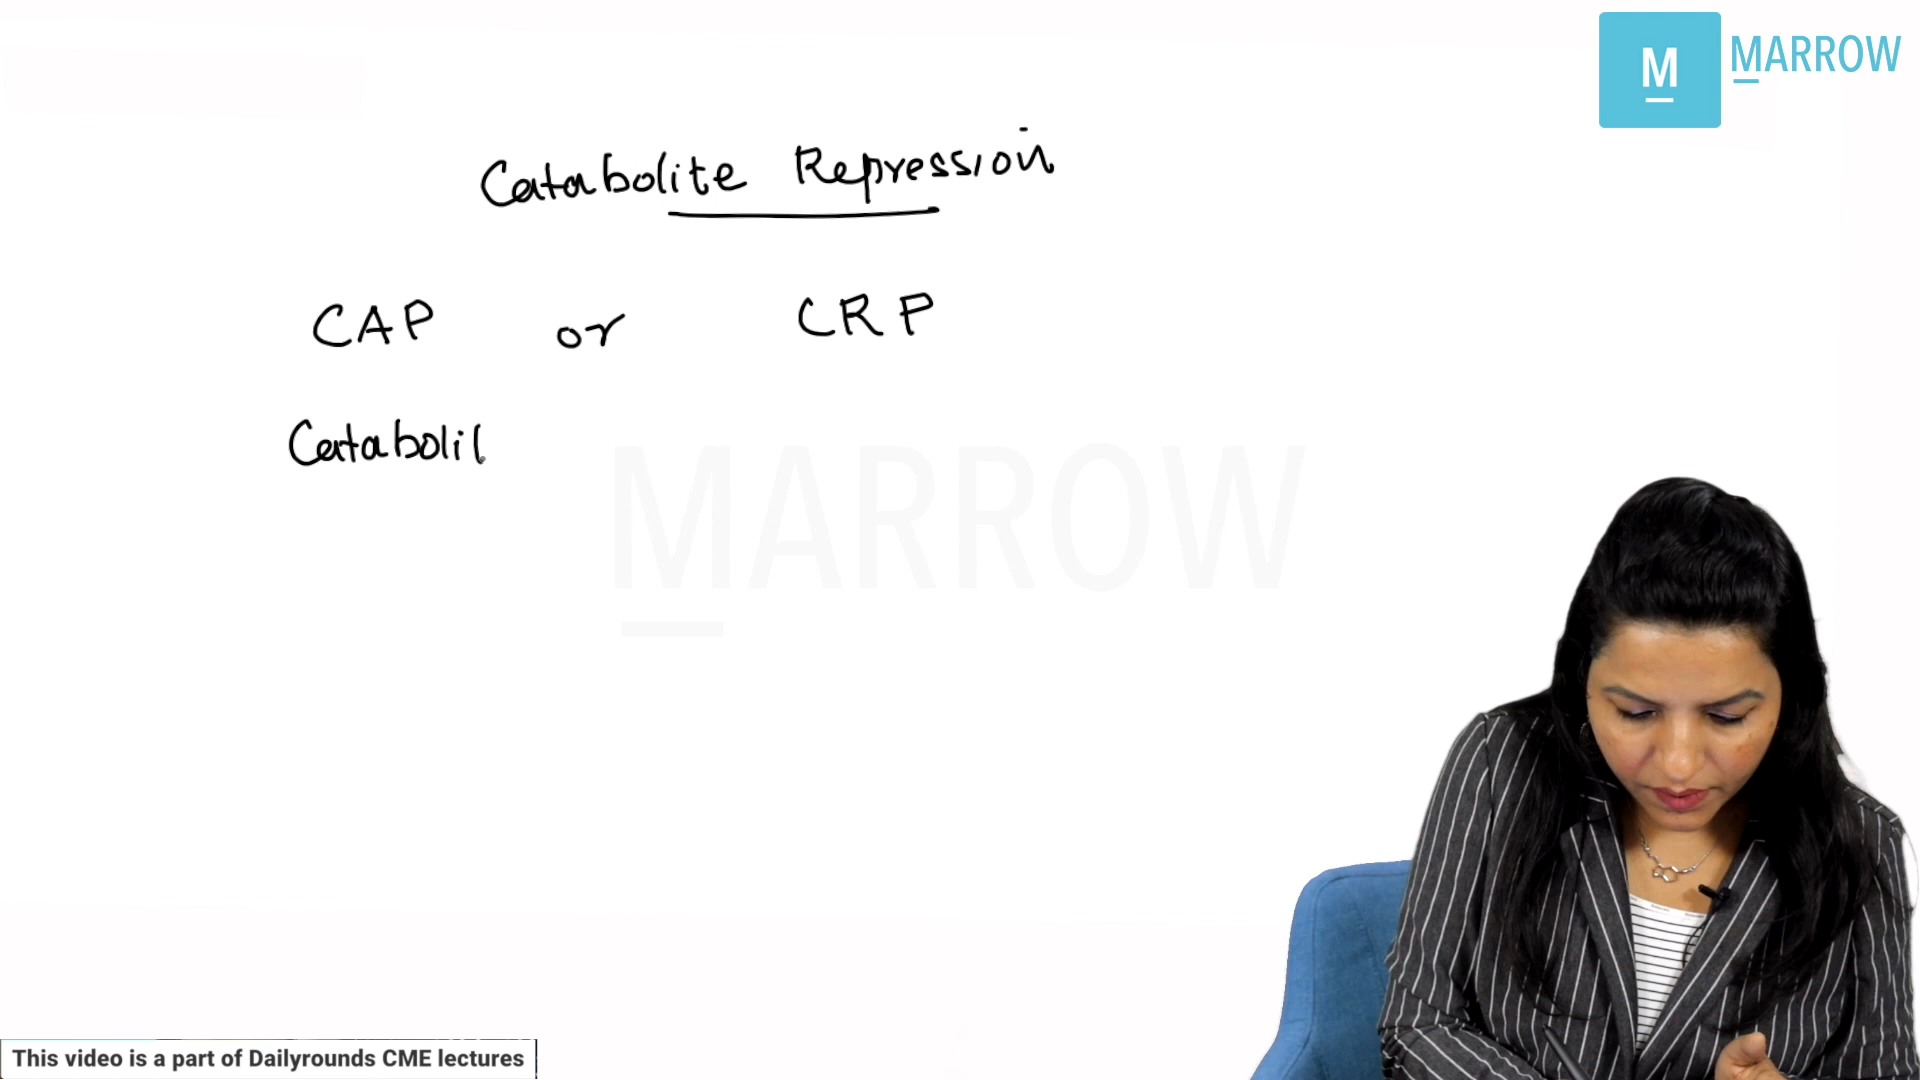 M MARROW
Catabolite Repression
CAP or CRP
Catabolil
MARROW
This video is a part of Dailyrounds CME lectures